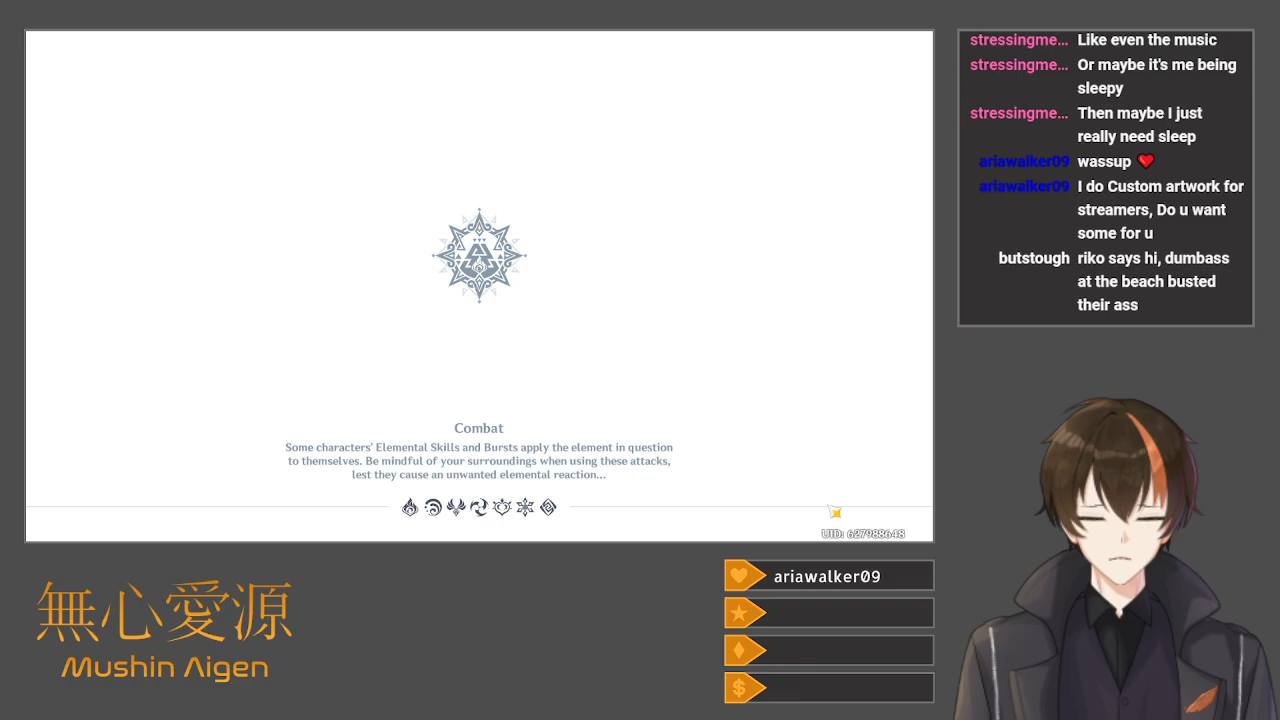 stressingme... Like even the music
stressingme... Or maybe it's me being
sleepy
stressingme... Then maybe I just
really need sleep
ariawalker09 wassup
ariawalker09 I do Custom artwork for
streamers, Do u want
some for u
butstough riko says hi, dumbass
at the beach busted
their ass
Combat
Some characters' Elemental Skills and Bursts apply the element in question
to themselves. Be mindful of your surroundings when using these attacks,
lest they cause an unwanted elemental reaction...
UID: 627988648
ariawalker09
無心愛源
Mushin Aigen